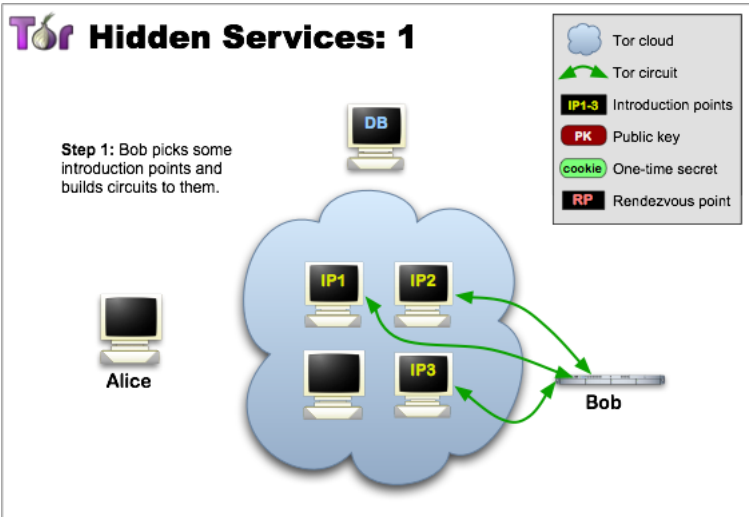 Tor Hidden Services: 1
Tor cloud
Tor circuit
IP1-3 Introduction points
PK Public key
cookie One-time secret
RP Rendezvous point
DB
Step 1: Bob picks some
introduction points and
builds circuits to them.
IP1 IP2
IP3
Alice
Bob